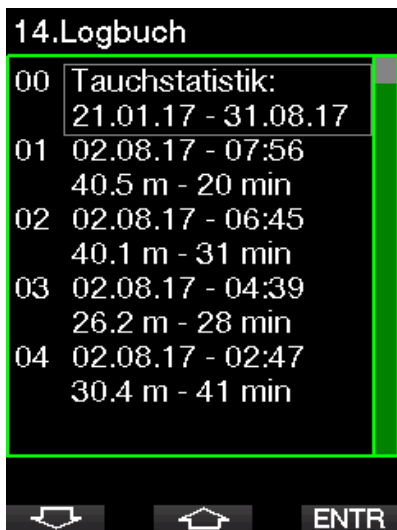 14.Logbuch
00 Tauchstatistik:
21.01.17 - 31.08.17
01 02.08.17 - 07:56
40.5 m - 20 min
02 02.08.17 - 06:45
40.1 m - 31 min
03 02.08.17 - 04:39
26.2 m - 28 min
04 02.08.17 - 02:47
30.4 m - 41 min
ENTR